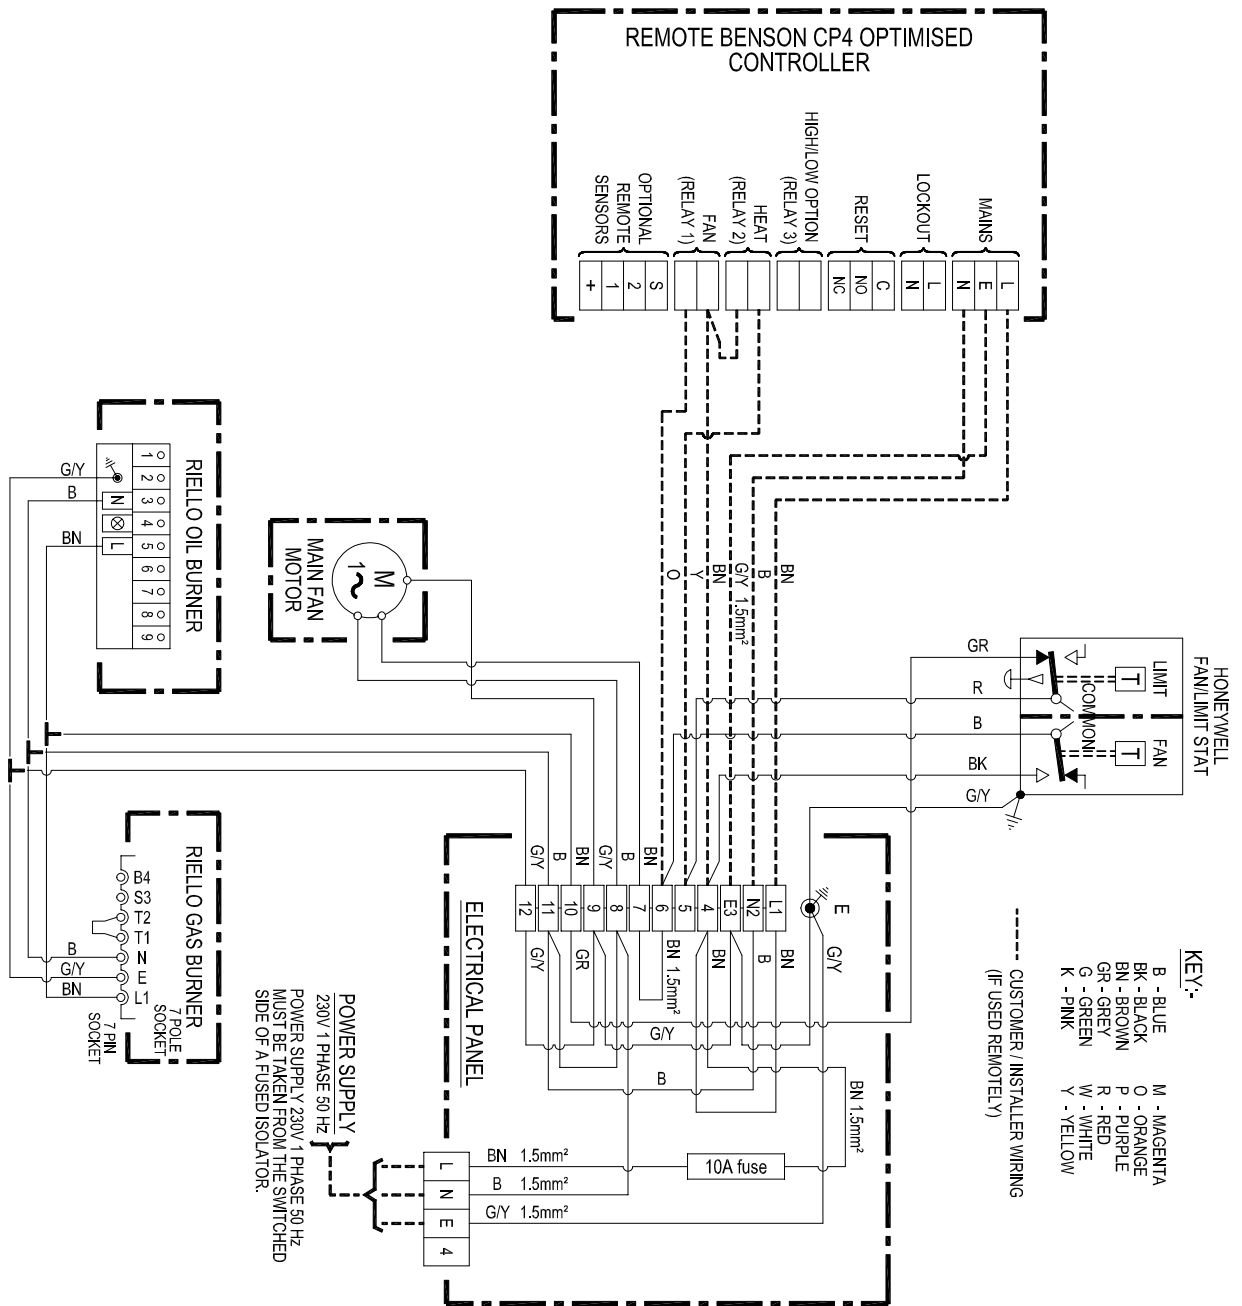 REMOTE BENSON CP4 OPTIMISED
CONTROLLER
OPTIONAL
REMOTE
SENSORS
FAN
(RELAY 1)
HEAT
(RELAY 2)
HIGH/LOW OPTION
(RELAY 3)
RESET
LOCKOUT
MAINS
+
1
2
S
NC
NO
C
N
L
N
E
L
O
Y
BN
G/Y 1.5mm²
B
BN
HONEYWELL
FAN/LIMIT STAT
LIMIT
FAN
T
T
COMMON
GR
R
B
BK
G/Y
RIELLO OIL BURNER
1
2
3
4
5
6
7
8
9
N
L
G/Y
B
BN
MAIN FAN
MOTOR
M
1~
RIELLO GAS BURNER
B4
S3
T2
T1
N
E
L1
7 POLE
SOCKET
7 PIN
SOCKET
B
G/Y
BN
ELECTRICAL PANEL
G/Y
B
BN
G/Y
B
BN
12
11
10
9
8
7
6
5
4
E3
N2
L1
E
G/Y
GR
BN 1.5mm²
BN
B
BN
G/Y
G/Y
B
BN 1.5mm²
10A fuse
BN 1.5mm²
B 1.5mm²
G/Y 1.5mm²
L
N
E
4
POWER SUPPLY
230V 1 PHASE 50 Hz
POWER SUPPLY 230V 1 PHASE 50 Hz
MUST BE TAKEN FROM THE SWITCHED
SIDE OF A FUSED ISOLATOR.
KEY:-
B - BLUE
BK - BLACK
BN - BROWN
GR - GREY
G - GREEN
K - PINK
M - MAGENTA
O - ORANGE
P - PURPLE
R - RED
W - WHITE
Y - YELLOW
CUSTOMER / INSTALLER WIRING
(IF USED REMOTELY)